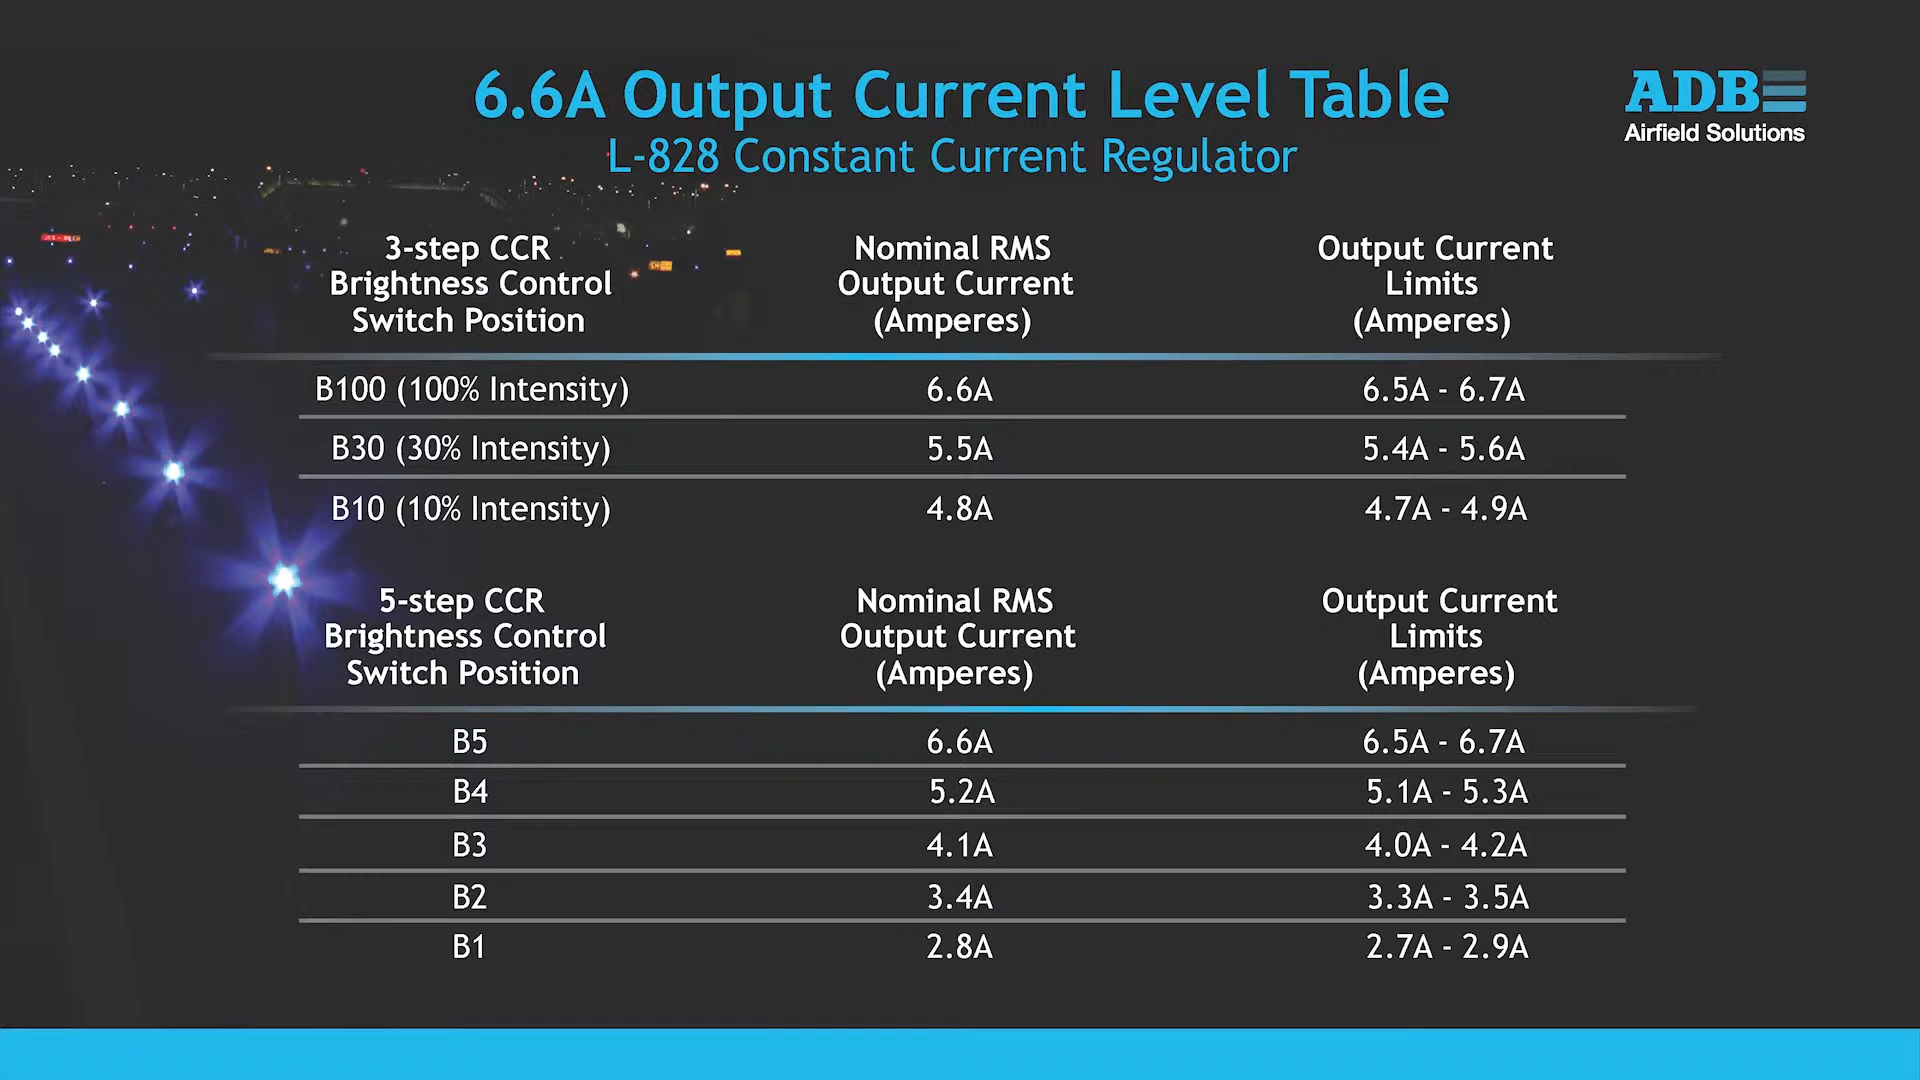 6.6A Output Current Level Table
L-828 Constant Current Regulator
ADB
Airfield Solutions
3-step CCR
Brightness Control
Switch Position
Nominal RMS
Output Current
(Amperes)
Output Current
Limits
(Amperes)
B100 (100% Intensity) 6.6A 6.5A - 6.7A
B30 (30% Intensity) 5.5A 5.4A - 5.6A
B10 (10% Intensity) 4.8A 4.7A - 4.9A
5-step CCR
Brightness Control
Switch Position
Nominal RMS
Output Current
(Amperes)
Output Current
Limits
(Amperes)
B5 6.6A 6.5A - 6.7A
B4 5.2A 5.1A - 5.3A
B3 4.1A 4.0A - 4.2A
B2 3.4A 3.3A - 3.5A
B1 2.8A 2.7A - 2.9A